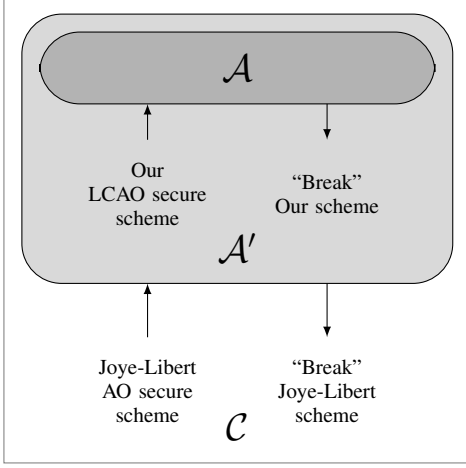 𝒜
Our
LCAO secure
scheme
“Break”
Our scheme
𝒜′
Joye-Libert
AO secure
scheme
“Break”
Joye-Libert
scheme
𝒞